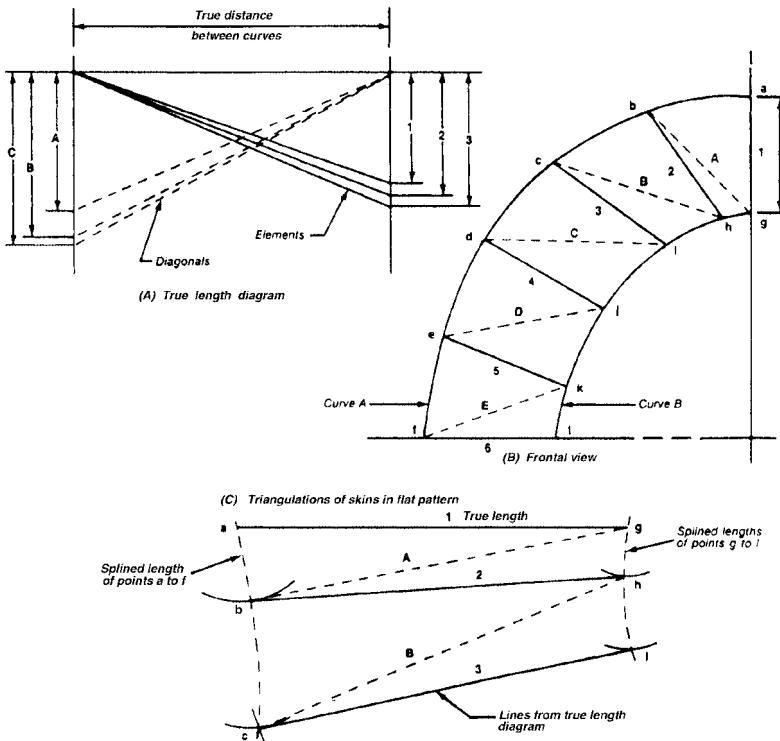 True distance
between curves
C
B
A
1
2
3
Elements
Diagonals
(A) True length diagram
a
b
1
A
2
c
B
3
h
g
d
C
i
4
D
j
e
5
k
Curve A
E
Curve B
f
l
6
(B) Frontal view
(C) Triangulations of skins in flat pattern
1 True length
a
g
Splined lengths
of points g to l
Splined length
of points a to f
A
2
b
h
B
3
i
c
Lines from true length
diagram